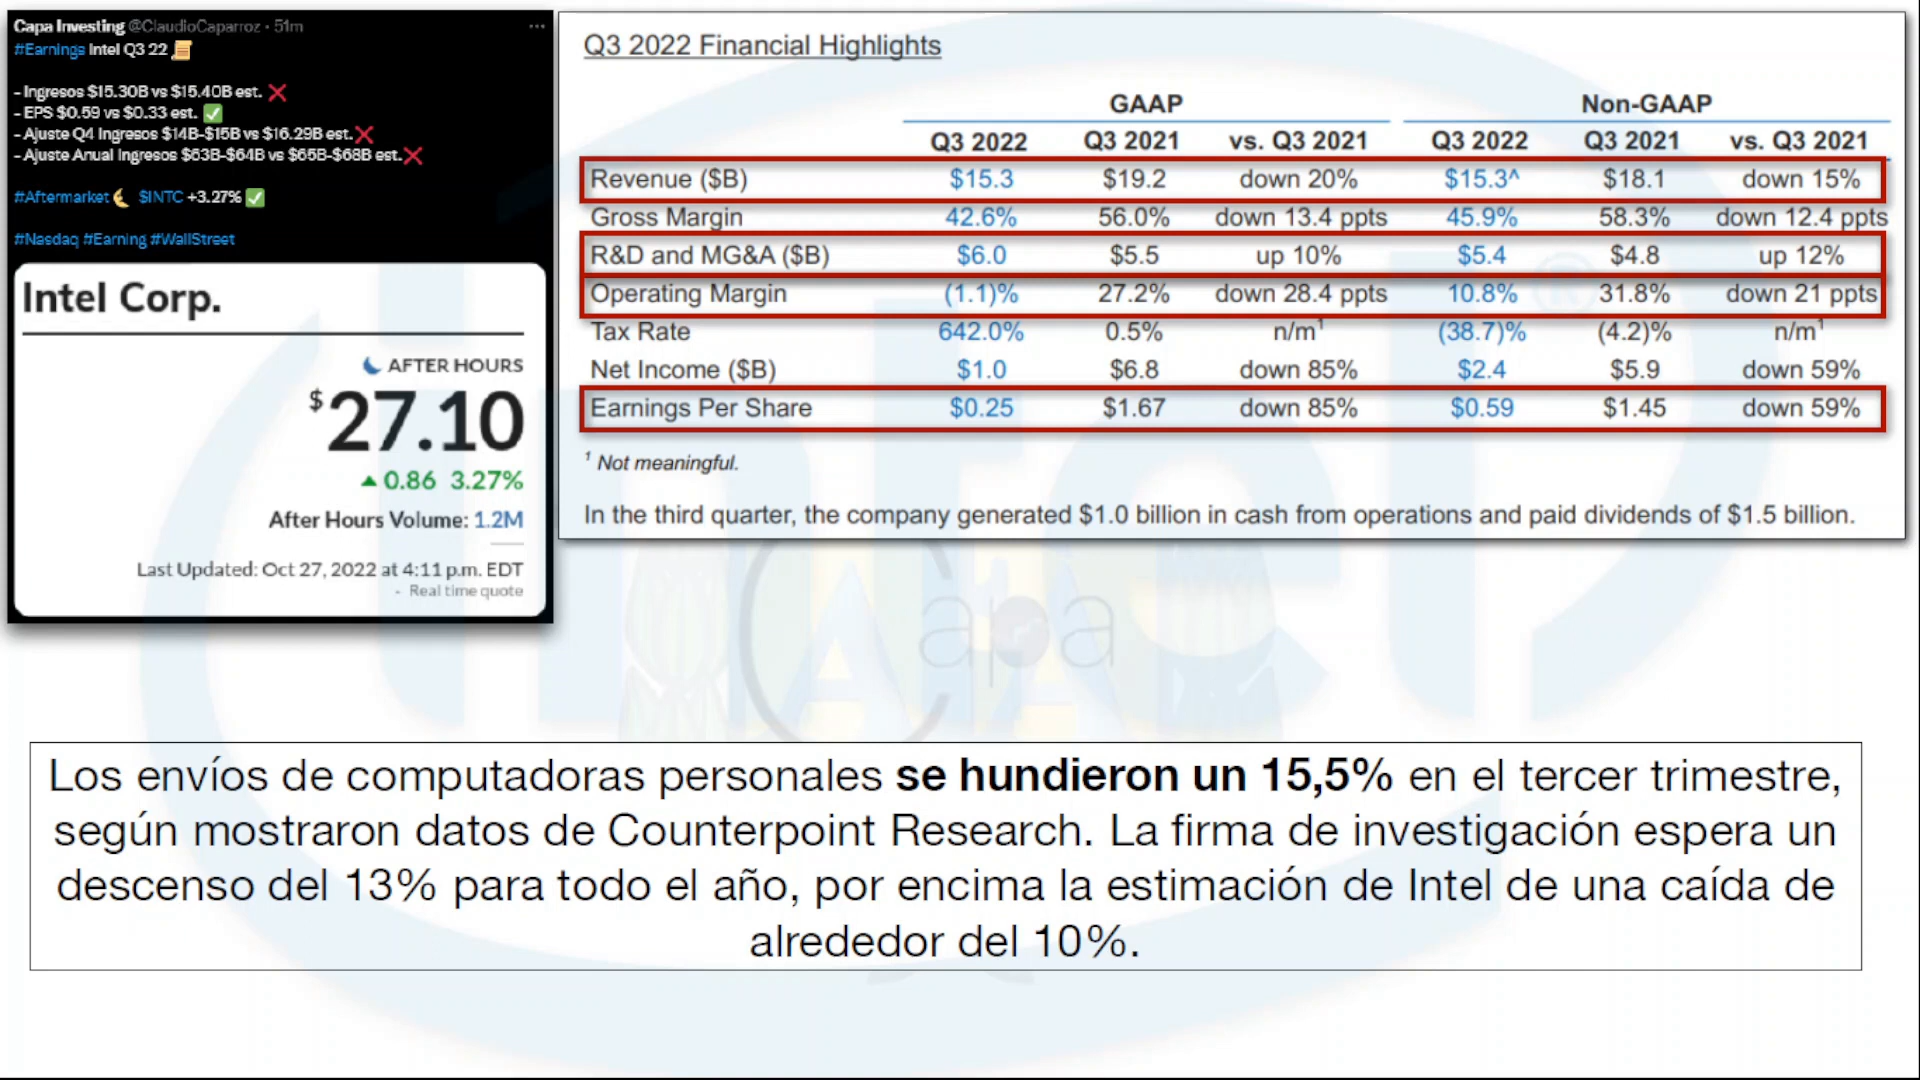 Capa Investing @ClaudioCaparroz · 51m
#Earnings Intel Q3 22
- Ingresos $15.30B vs $15.40B est. ❌
- EPS $0.59 vs $0.33 est. ✅
- Ajuste Q4 Ingresos $14B-$15B vs $16.29B est.❌
- Ajuste Anual Ingresos $63B-$64B vs $65B-$68B est.❌
#Aftermarket $INTC +3.27% ✅
#Nasdaq #Earning #WallStreet
Intel Corp.
AFTER HOURS
$27.10
▲ 0.86 3.27%
After Hours Volume: 1.2M
Last Updated: Oct 27, 2022 at 4:11 p.m. EDT
- Real time quote
Q3 2022 Financial Highlights
GAAP Non-GAAP
Q3 2022 Q3 2021 vs. Q3 2021 Q3 2022 Q3 2021 vs. Q3 2021
Revenue ($B) $15.3 $19.2 down 20% $15.3^ $18.1 down 15%
Gross Margin 42.6% 56.0% down 13.4 ppts 45.9% 58.3% down 12.4 ppts
R&D and MG&A ($B) $6.0 $5.5 up 10% $5.4 $4.8 up 12%
Operating Margin (1.1)% 27.2% down 28.4 ppts 10.8% 31.8% down 21 ppts
Tax Rate 642.0% 0.5% n/m¹ (38.7)% (4.2)% n/m¹
Net Income ($B) $1.0 $6.8 down 85% $2.4 $5.9 down 59%
Earnings Per Share $0.25 $1.67 down 85% $0.59 $1.45 down 59%
¹ Not meaningful.
In the third quarter, the company generated $1.0 billion in cash from operations and paid dividends of $1.5 billion.
intel
®
Capa
Los envíos de computadoras personales se hundieron un 15,5% en el tercer trimestre,
según mostraron datos de Counterpoint Research. La firma de investigación espera un
descenso del 13% para todo el año, por encima la estimación de Intel de una caída de
alrededor del 10%.